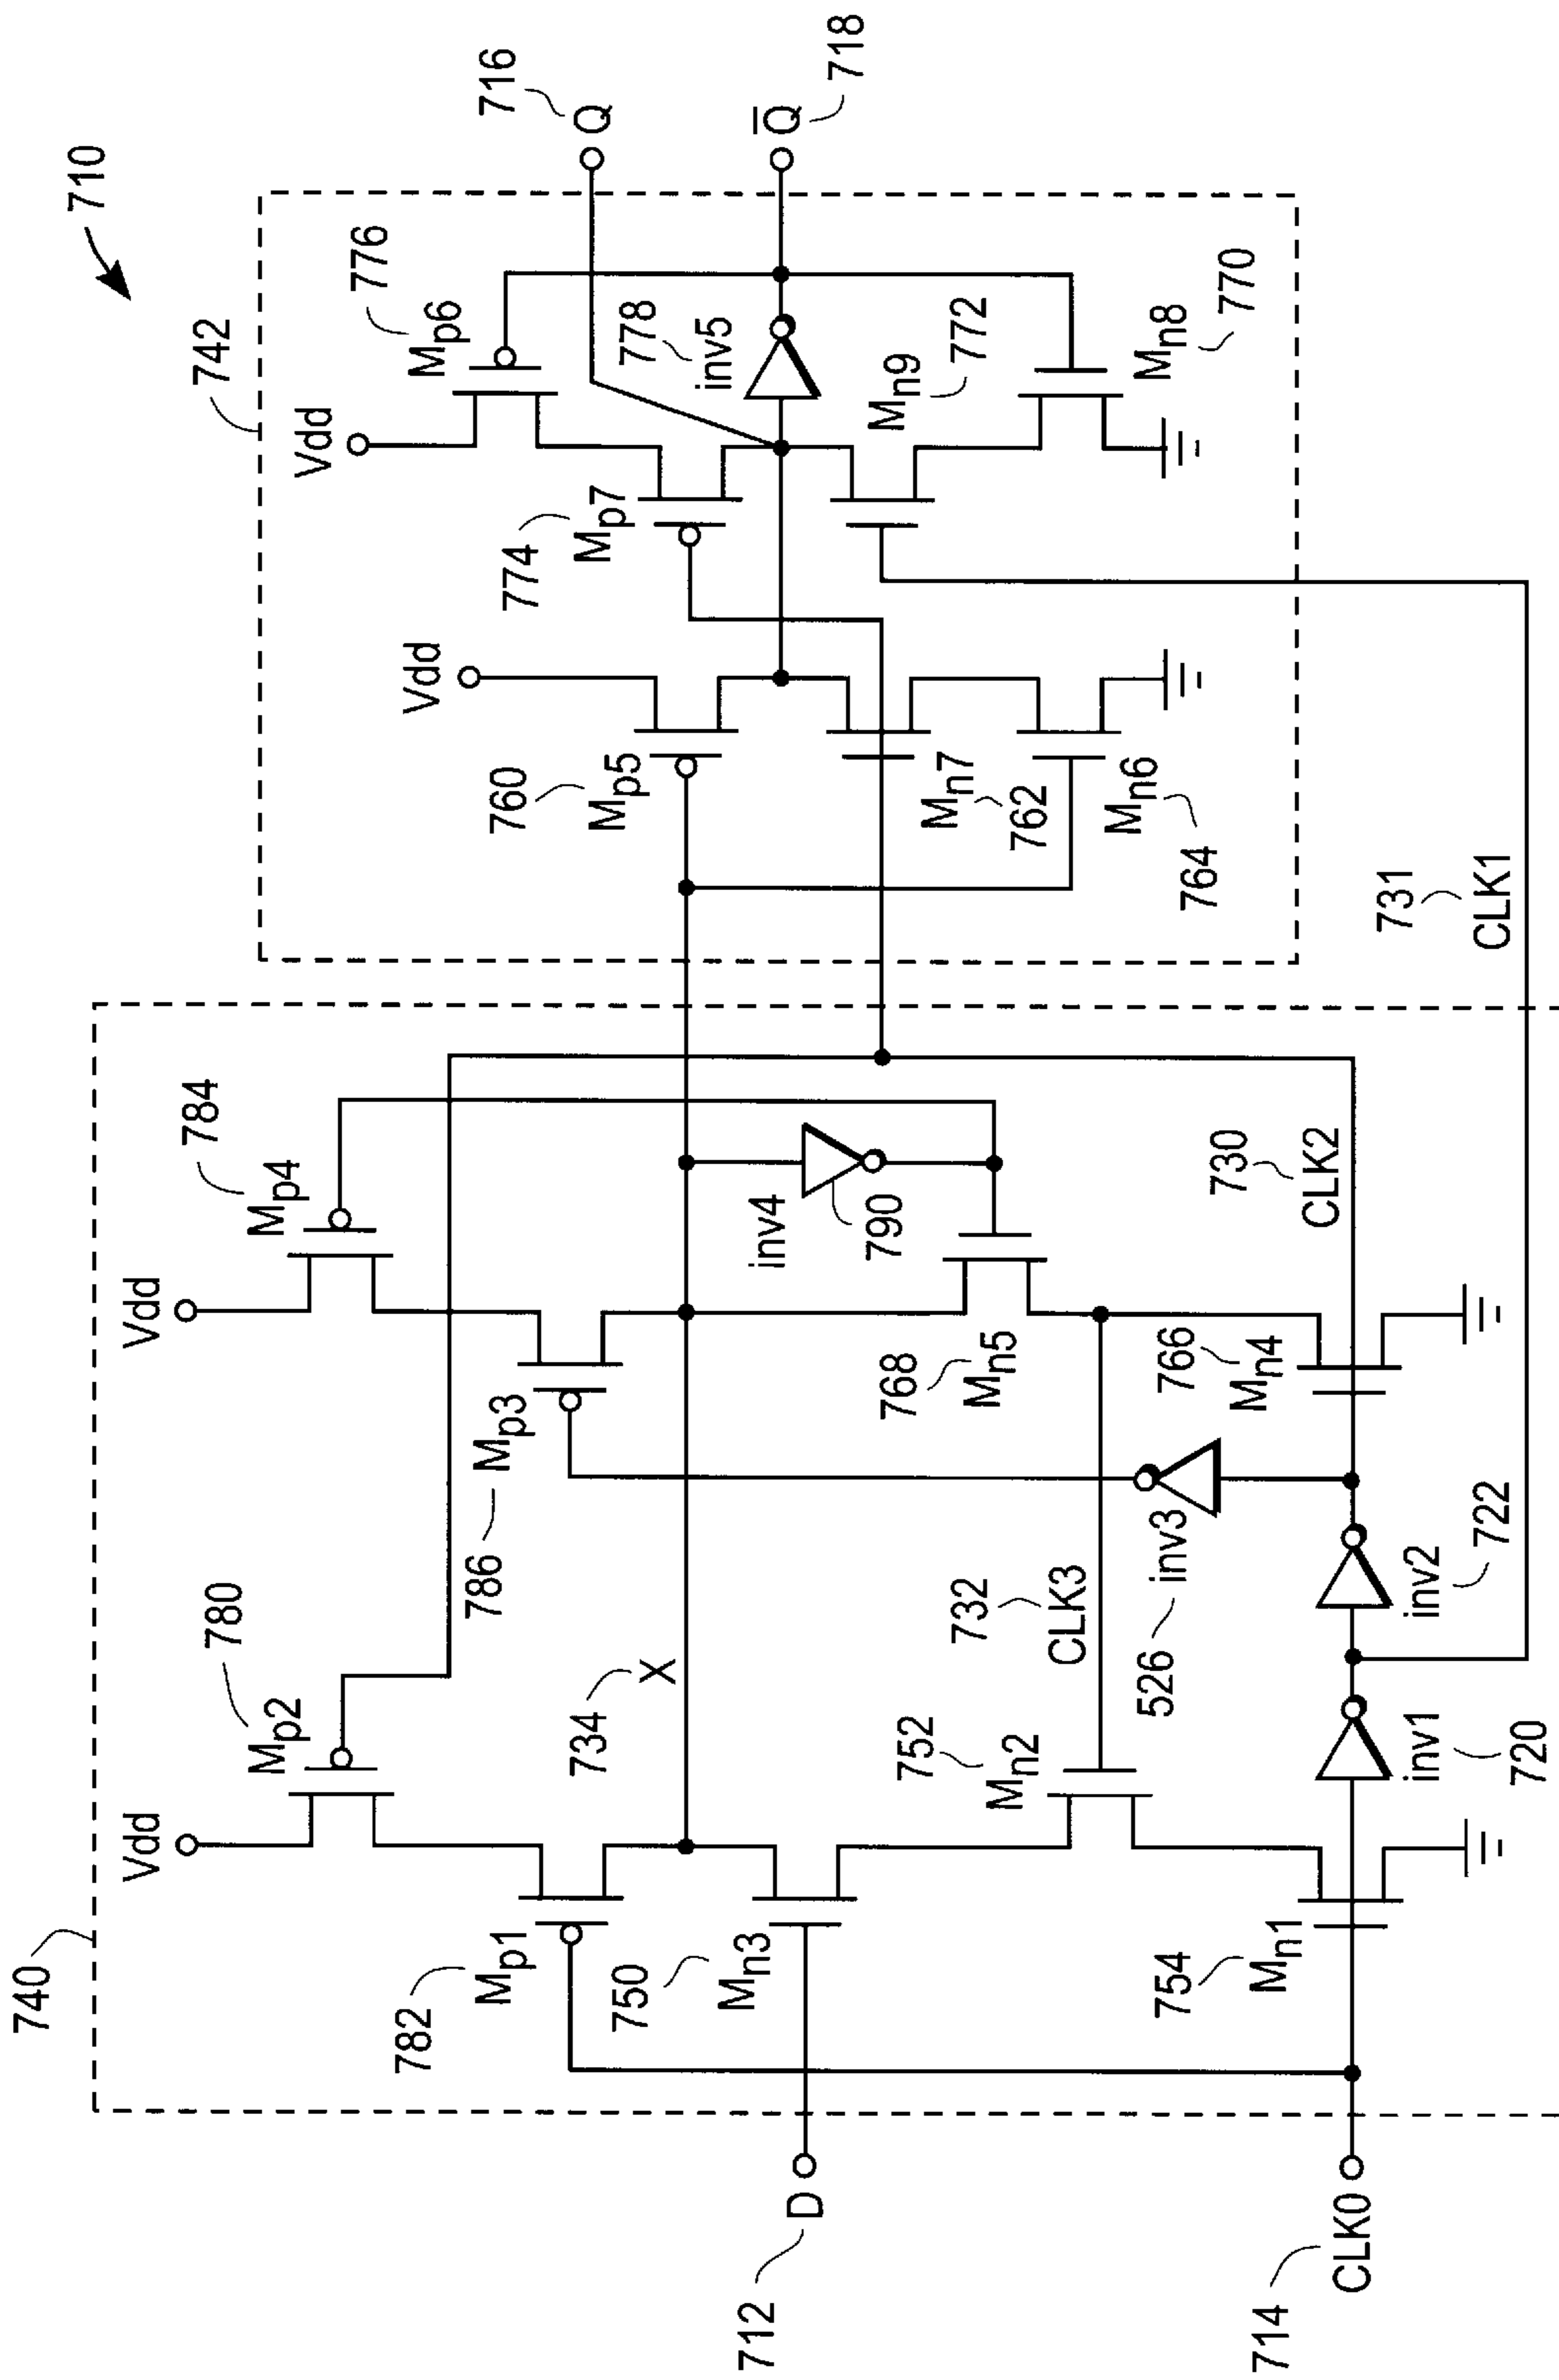 710
740
742
780
Mp2
Vdd
784
Mp4
Vdd
776
Mp6
Vdd
716
Q
Q̅
718
782
Mp1
786
Mp3
774
Mp7
778
inv5
760
Mp5
Vdd
734
X
750
Mn3
inv4
790
Mn9
772
712
D
752
Mn2
768
Mn5
Mn7
762
Mn8
770
732
CLK3
Mn6
764
754
Mn1
526
inv3
766
Mn4
730
CLK2
714
CLK0
inv1
720
inv2
722
731
CLK1